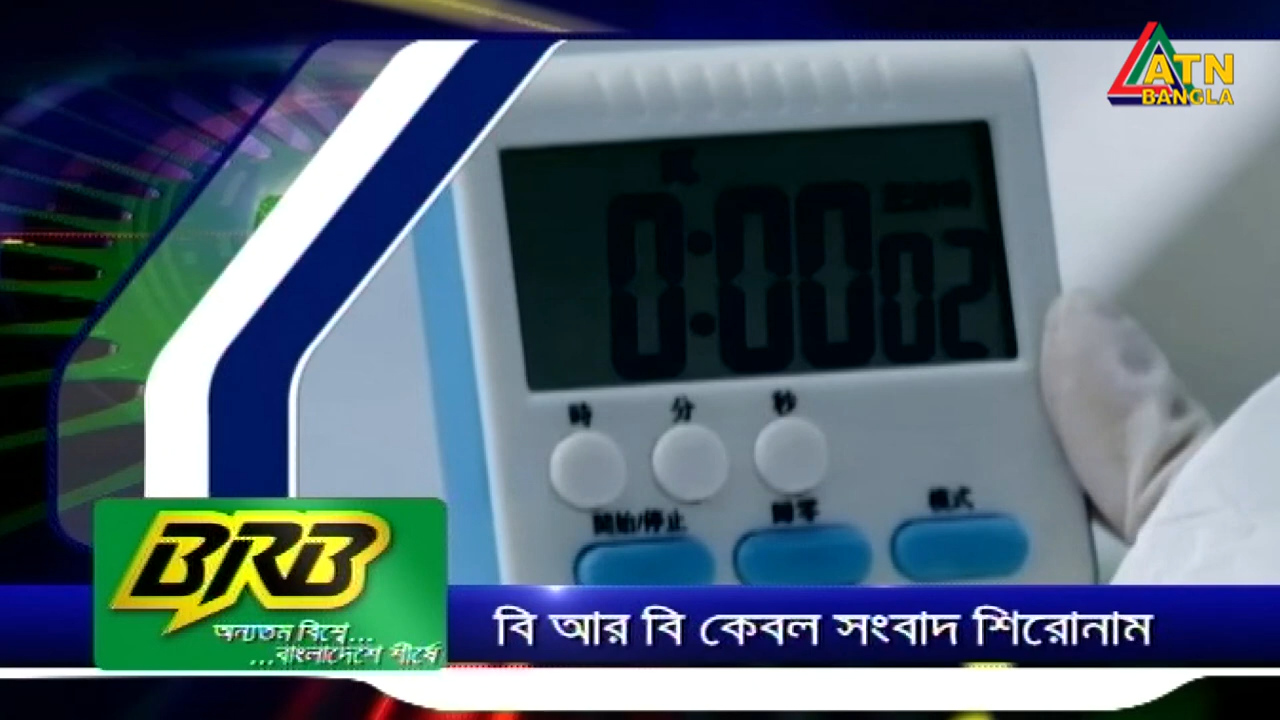 ATN
BANGLA
0:00 02
時 分 秒
開始/停止 歸零 模式
BRB
অন্যতম বিশ্বে...
...বাংলাদেশে শীর্ষে
বি আর বি কেবল সংবাদ শিরোনাম